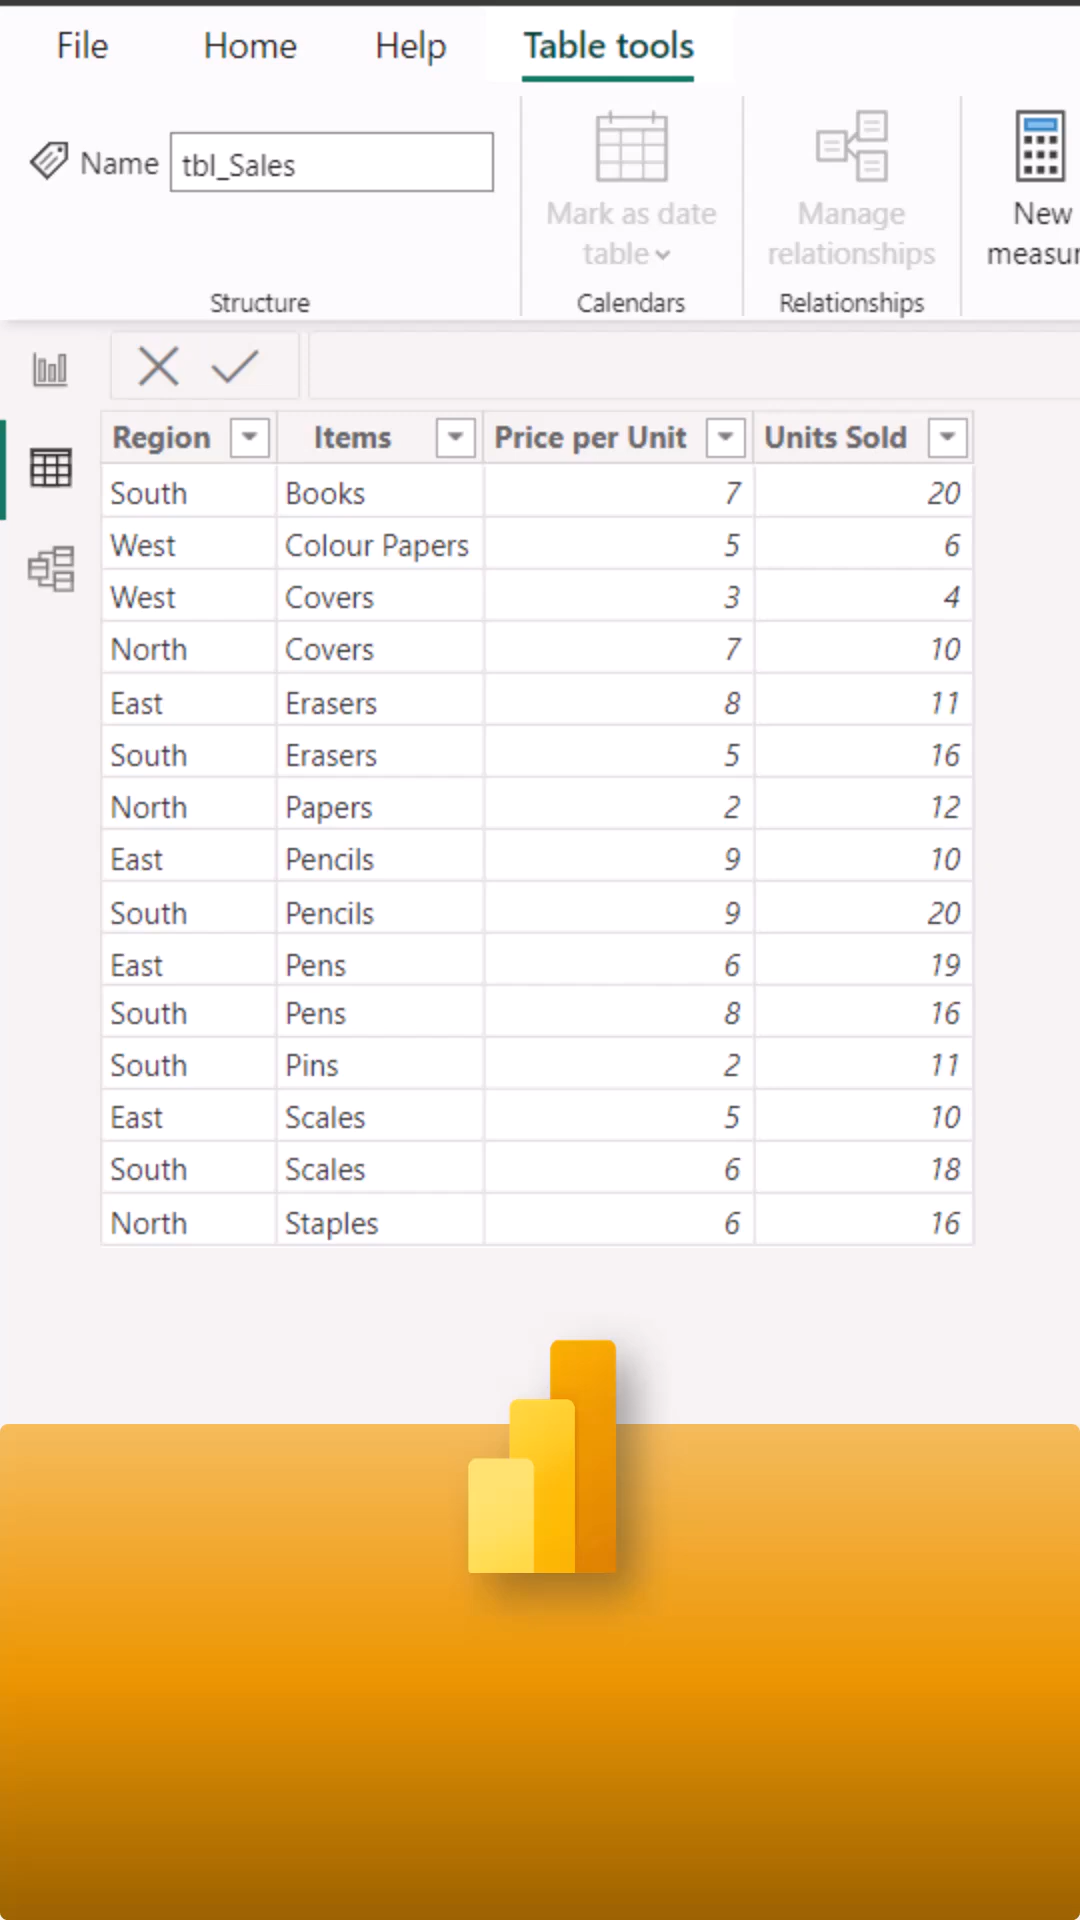 File Home Help Table tools
Name tbl_Sales
Mark as date table
Manage relationships
New
Structure Calendars Relationships
Region Items Price per Unit Units Sold
South Books 7 20
West Colour Papers 5 6
West Covers 3 4
North Covers 7 10
East Erasers 8 11
South Erasers 5 16
North Papers 2 12
East Pencils 9 10
South Pencils 9 20
East Pens 6 19
South Pens 8 16
South Pins 2 11
East Scales 5 10
South Scales 6 18
North Staples 6 16